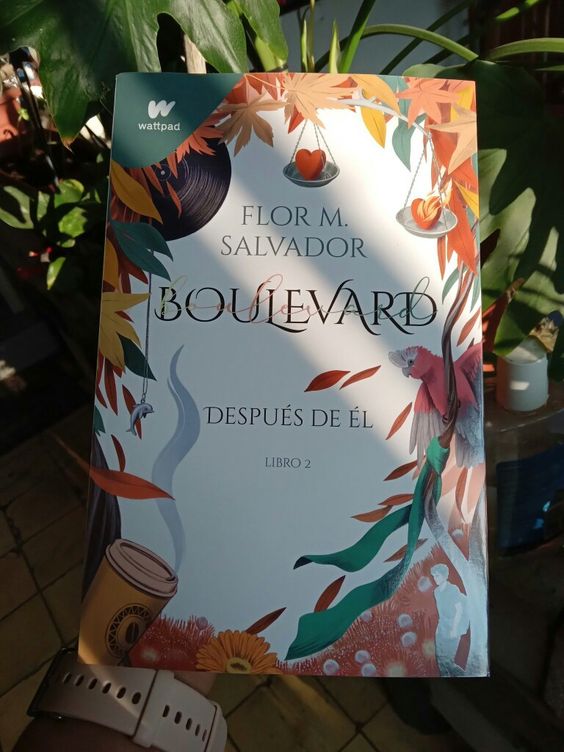 wattpad
FLOR M.
SALVADOR
BOULEVARD
DESPUÉS DE ÉL
LIBRO 2